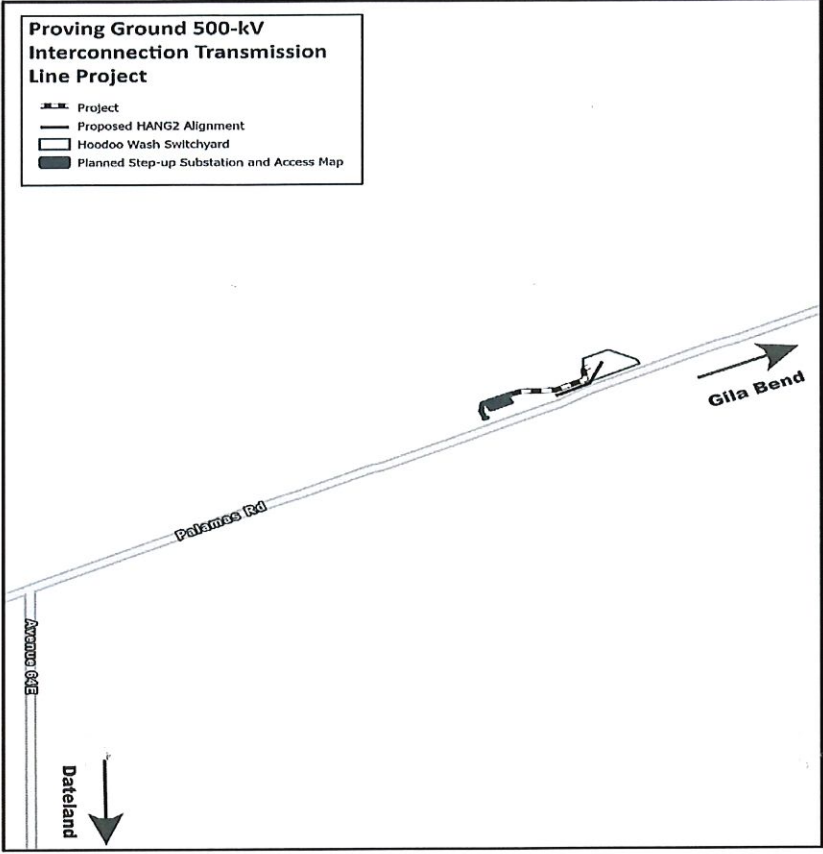 Proving Ground 500-kV
Interconnection Transmission
Line Project
Project
Proposed HANG2 Alignment
Hoodoo Wash Switchyard
Planned Step-up Substation and Access Map
Gila Bend
Palamas Rd
Avenue 64E
Dateland